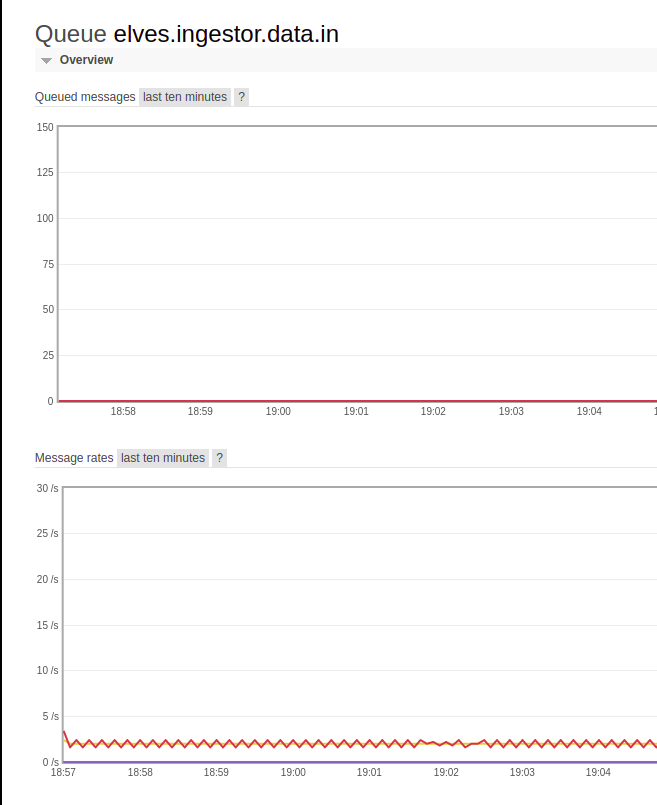 Queue elves.ingestor.data.in
Overview
Queued messages last ten minutes ?
150
125
100
75
50
25
0
18:58 18:59 19:00 19:01 19:02 19:03 19:04
Message rates last ten minutes ?
30 /s
25 /s
20 /s
15 /s
10 /s
5 /s
0 /s
18:57 18:58 18:59 19:00 19:01 19:02 19:03 19:04